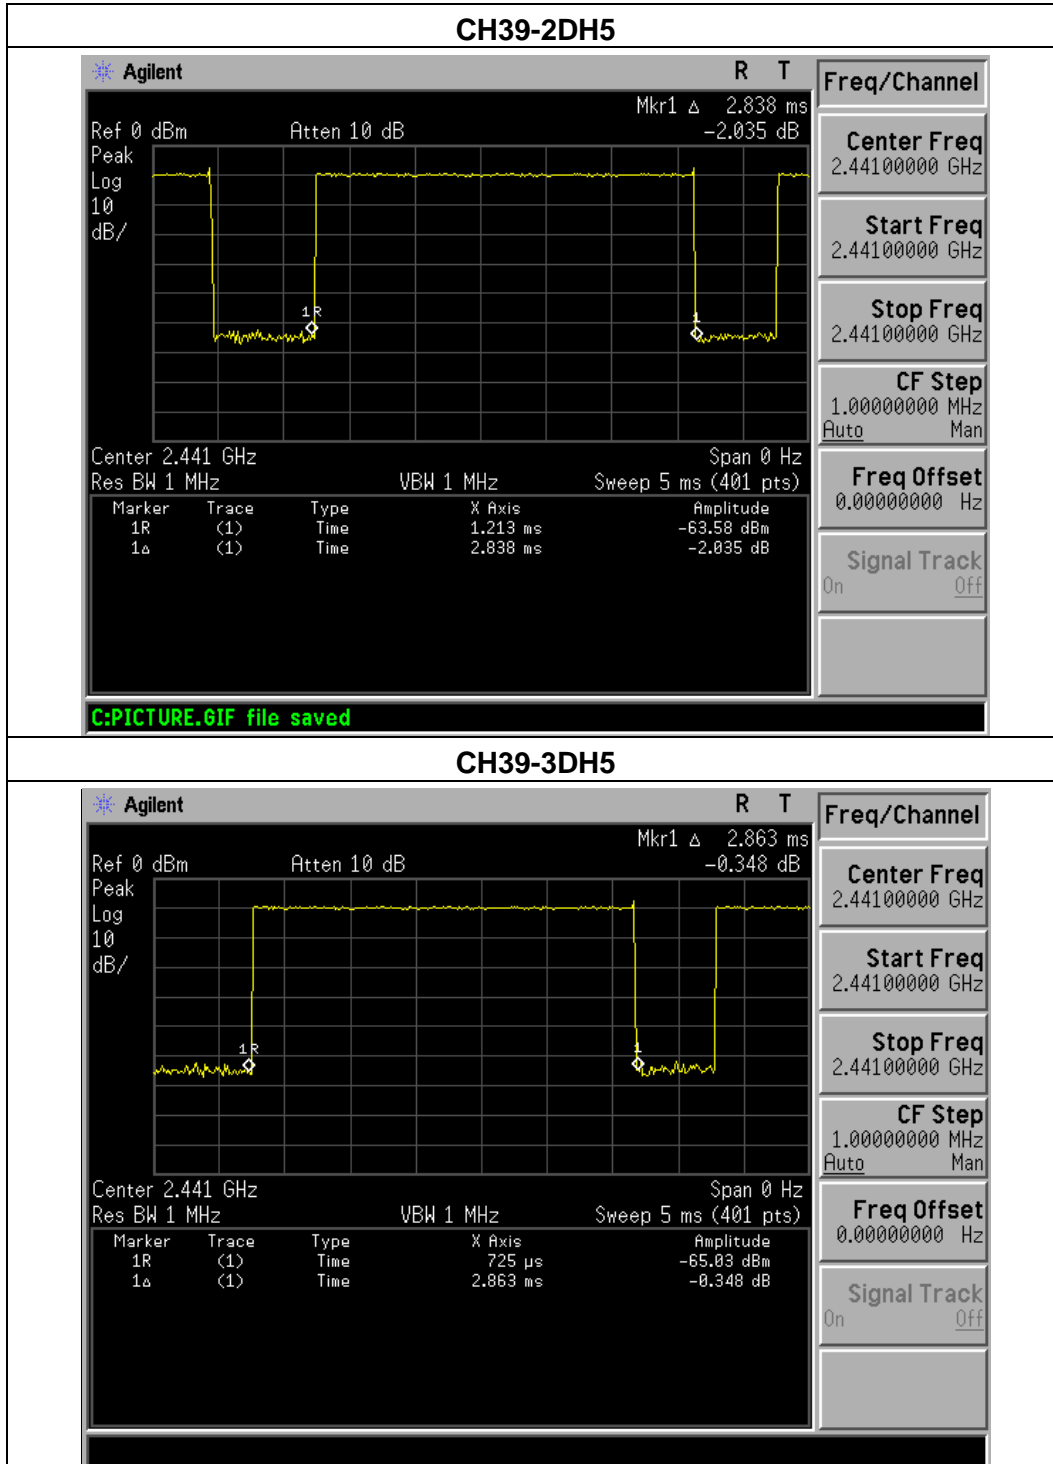 CH39-2DH5
Agilent
R T
Freq/Channel
Mkr1 Δ 2.838 ms
Ref 0 dBm Atten 10 dB -2.035 dB
Peak
Log
10
dB/
1R
1
Center Freq
2.44100000 GHz
Start Freq
2.44100000 GHz
Stop Freq
2.44100000 GHz
CF Step
1.00000000 MHz
Auto Man
Freq Offset
0.00000000 Hz
Signal Track
On Off
Center 2.441 GHz Span 0 Hz
Res BW 1 MHz VBW 1 MHz Sweep 5 ms (401 pts)
Marker Trace Type X Axis Amplitude
1R (1) Time 1.213 ms -63.58 dBm
1Δ (1) Time 2.838 ms -2.035 dB
C:PICTURE.GIF file saved
CH39-3DH5
Agilent
R T
Freq/Channel
Mkr1 Δ 2.863 ms
Ref 0 dBm Atten 10 dB -0.348 dB
Peak
Log
10
dB/
1R
1
Center Freq
2.44100000 GHz
Start Freq
2.44100000 GHz
Stop Freq
2.44100000 GHz
CF Step
1.00000000 MHz
Auto Man
Freq Offset
0.00000000 Hz
Signal Track
On Off
Center 2.441 GHz Span 0 Hz
Res BW 1 MHz VBW 1 MHz Sweep 5 ms (401 pts)
Marker Trace Type X Axis Amplitude
1R (1) Time 725 µs -65.03 dBm
1Δ (1) Time 2.863 ms -0.348 dB